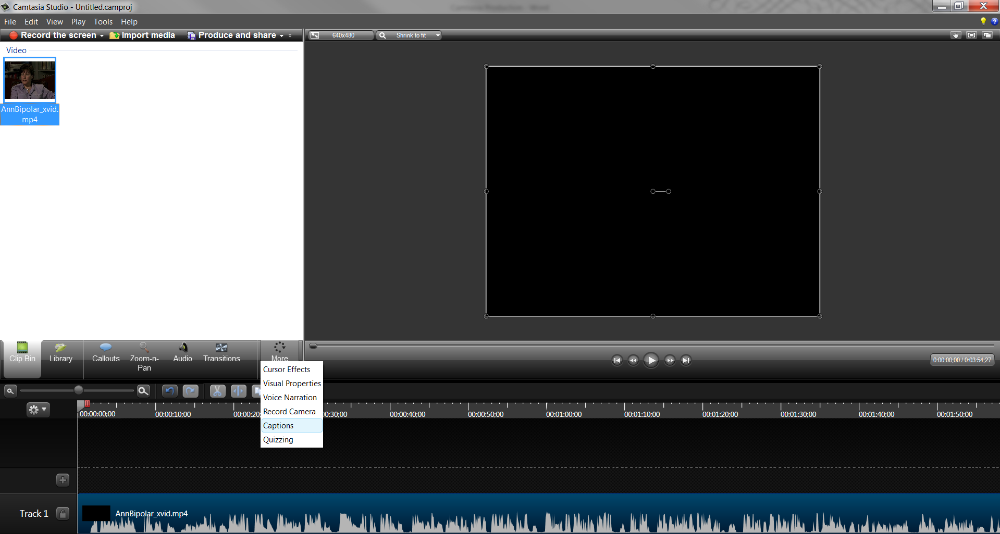 Camtasia Studio - Untitled.camproj
Camtasia Production - Word
File Edit View Play Tools Help
Record the screen Import media Produce and share
640x480 Shrink to fit
Video
AnnBipolar_xvid.
mp4
Clip Bin Library Callouts Zoom-n-
Pan Audio Transitions More
0:00:00;00 / 0:03:54;27
Cursor Effects
Visual Properties
Voice Narration
Record Camera
Captions
Quizzing
00:00:00;00 00:00:10;00 00:00:20; 00:30;00 00:00:40;00 00:00:50;00 00:01:00;00 00:01:10;00 00:01:20;00 00:01:30;00 00:01:40;00 00:01:50;00
Track 1 AnnBipolar_xvid.mp4